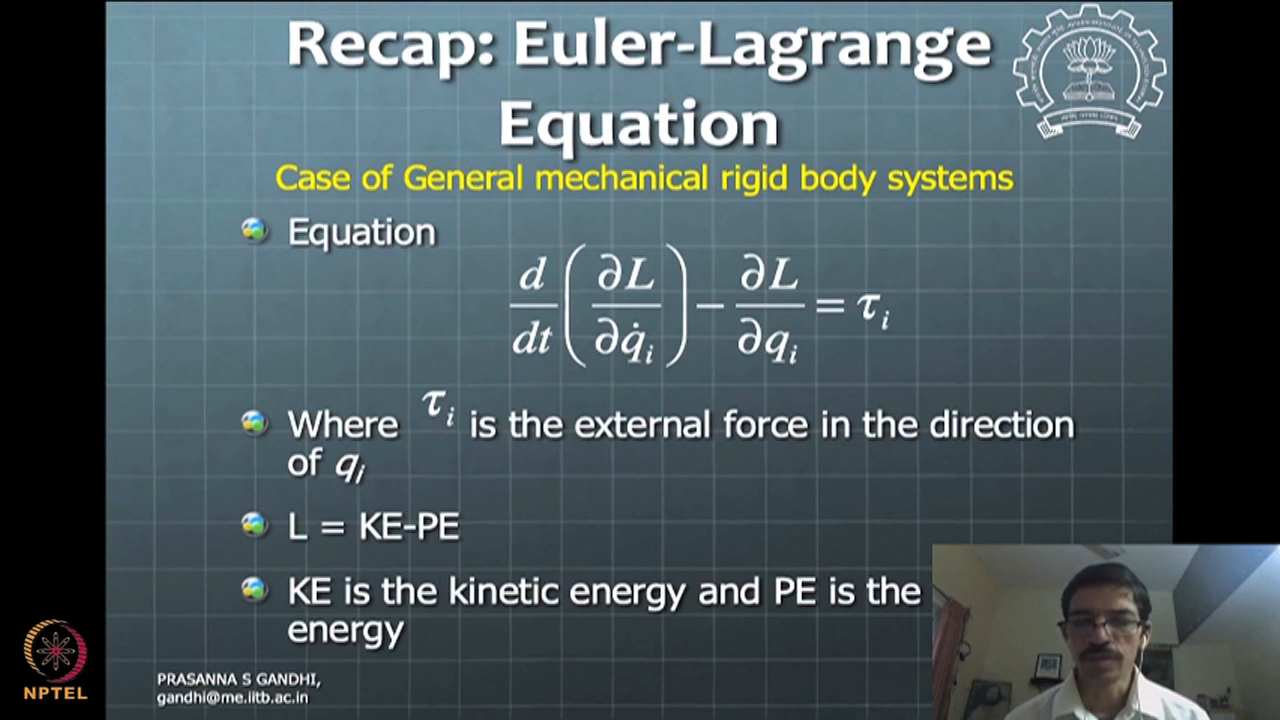 Recap: Euler-Lagrange
Equation
Case of General mechanical rigid body systems
Equation
d/dt (∂L/∂q̇ᵢ) − ∂L/∂qᵢ = τᵢ
Where τᵢ is the external force in the direction
of qᵢ
L = KE-PE
KE is the kinetic energy and PE is the
energy
PRASANNA S GANDHI,
gandhi@me.iitb.ac.in
NPTEL